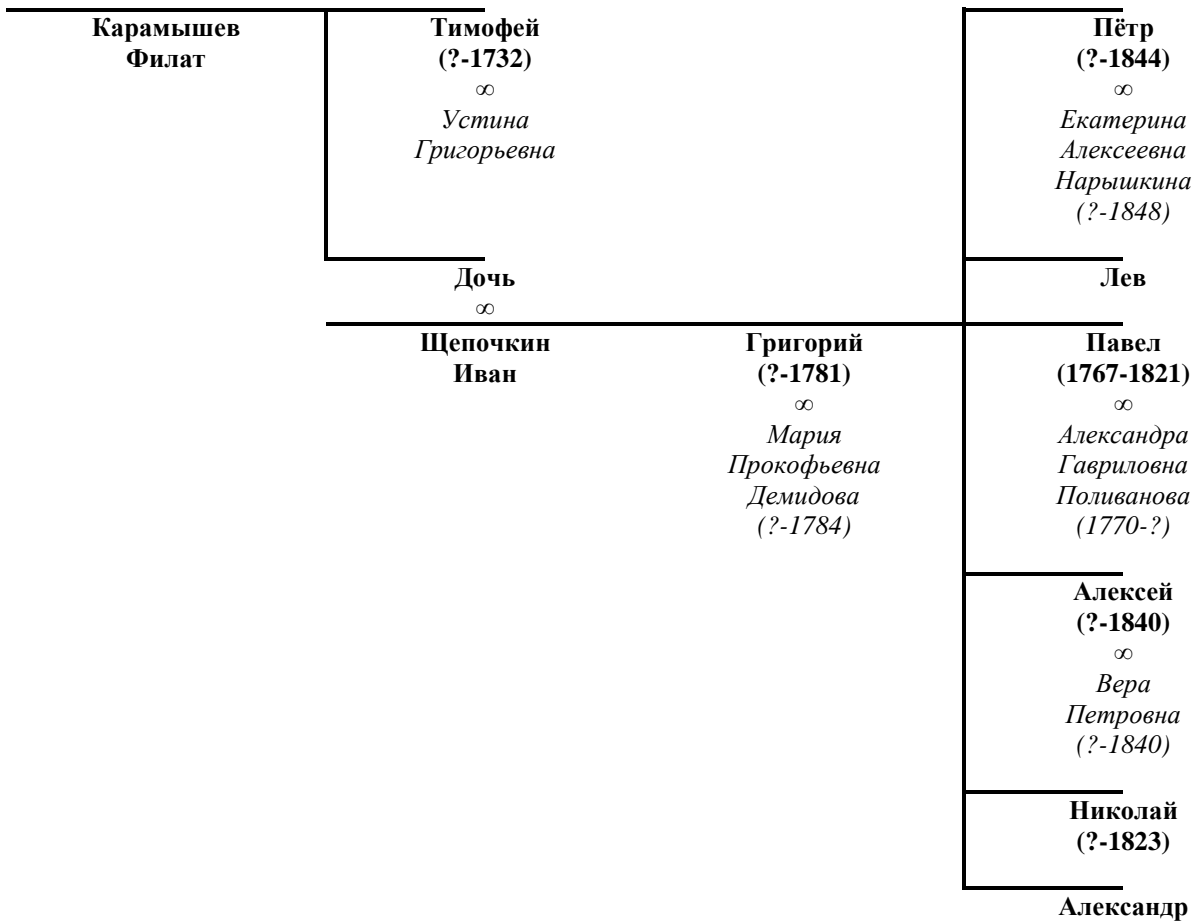 Карамышев
Филат
Тимофей
(?-1732)
∞
Устина
Григорьевна
Дочь
∞
Щепочкин
Иван
Григорий
(?-1781)
∞
Мария
Прокофьевна
Демидова
(?-1784)
Пётр
(?-1844)
∞
Екатерина
Алексеевна
Нарышкина
(?-1848)
Лев
Павел
(1767-1821)
∞
Александра
Гавриловна
Поливанова
(1770-?)
Алексей
(?-1840)
∞
Вера
Петровна
(?-1840)
Николай
(?-1823)
Александр